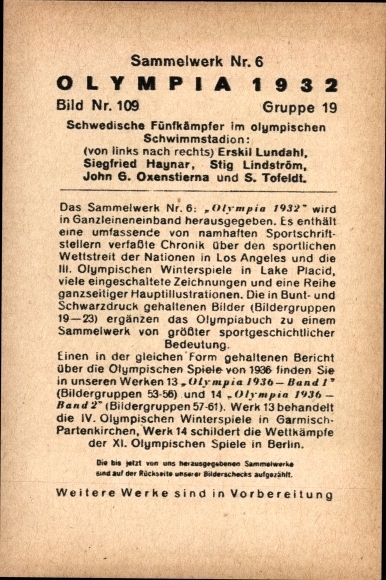 Sammelwerk Nr. 6
OLYMPIA 1932
Bild Nr. 109 Gruppe 19
Schwedische Fünfkämpfer im olympischen
Schwimmstadion:
(von links nach rechts) Erskil Lundahl,
Siegfried Haynar, Stig Lindström,
John G. Oxenstierna und S. Tofeldt.
Das Sammelwerk Nr. 6: „Olympia 1932" wird
in Ganzleineneinband herausgegeben. Es enthält
eine umfassende von namhaften Sportschrift-
stellern verfaßte Chronik über den sportlichen
Wettstreit der Nationen in Los Angeles und die
III. Olympischen Winterspiele in Lake Placid,
viele eingeschaltete Zeichnungen und eine Reihe
ganzseitiger Hauptillustrationen. Die in Bunt- und
Schwarzdruck gehaltenen Bilder (Bildergruppen
19—23) ergänzen das Olympiabuch zu einem
Sammelwerk von größter sportgeschichtlicher
Bedeutung.
Einen in der gleichen Form gehaltenen Bericht
über die Olympischen Spiele von 1936 finden Sie
in unseren Werken 13 „Olympia 1936 – Band 1"
(Bildergruppen 53-56) und 14 „Olympia 1936 –
Band 2" (Bildergruppen 57-61). Werk 13 behandelt
die IV. Olympischen Winterspiele in Garmisch-
Partenkirchen, Werk 14 schildert die Wettkämpfe
der XI. Olympischen Spiele in Berlin.
Die bis jetzt von uns herausgegebenen Sammelwerke
sind auf der Rückseite unserer Bilderschecks aufgezählt.
Weitere Werke sind in Vorbereitung